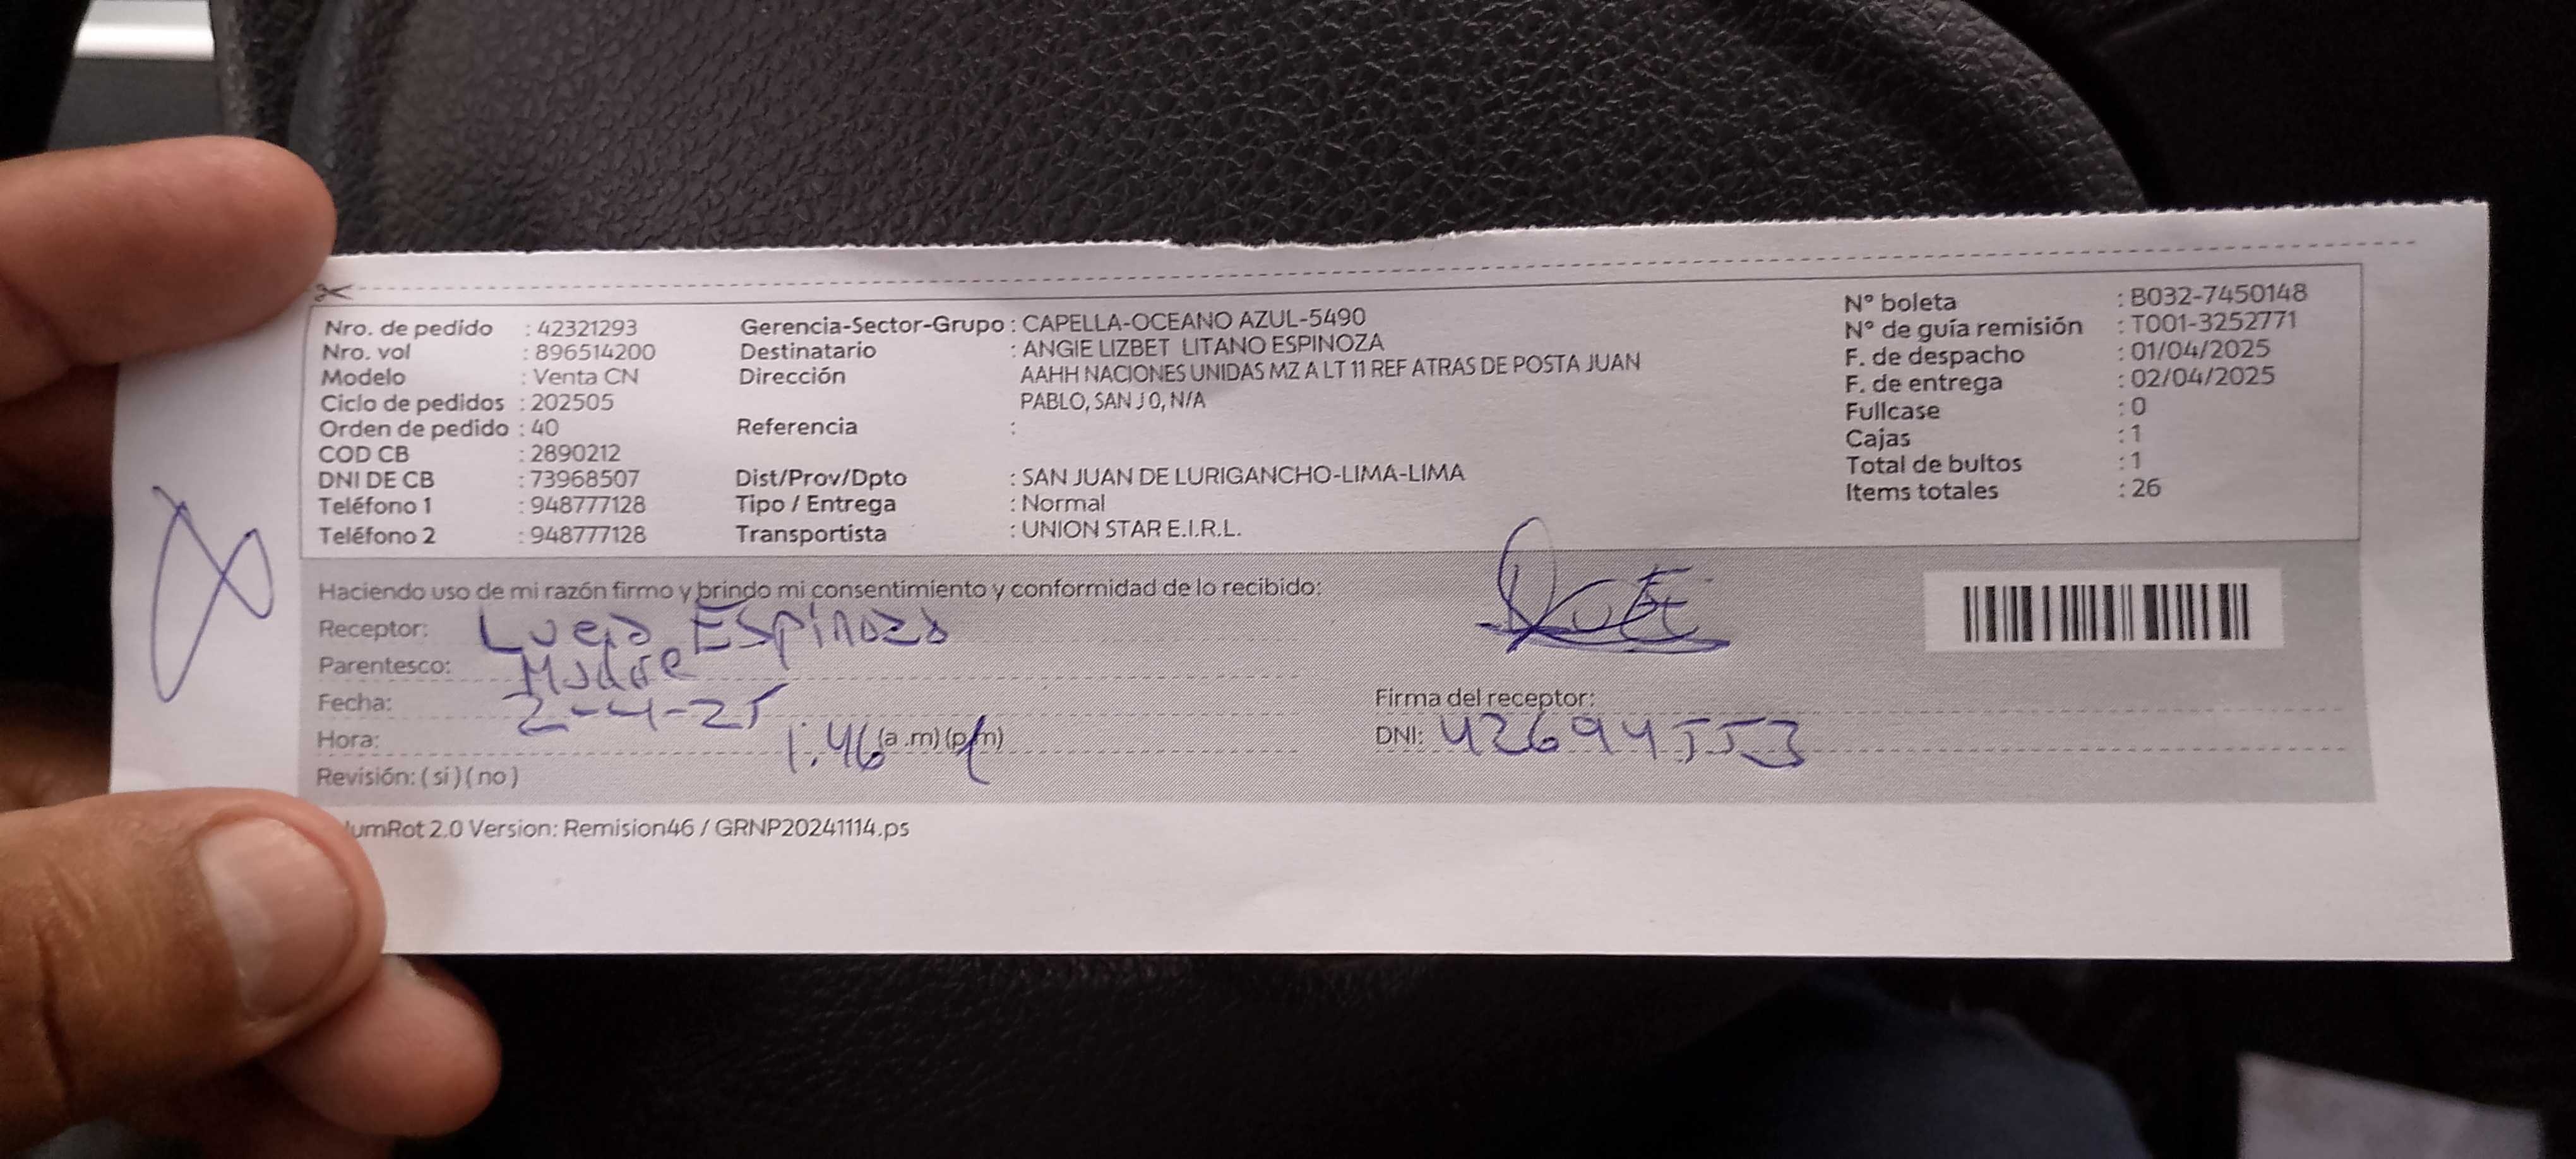 Nro. de pedido : 42321293
Nro. vol : 896514200
Modelo : Venta CN
Ciclo de pedidos : 202505
Orden de pedido : 40
COD CB : 2890212
DNI DE CB : 73968507
Teléfono 1 : 948777128
Teléfono 2 : 948777128
Gerencia-Sector-Grupo : CAPELLA-OCEANO AZUL-5490
Destinatario : ANGIE LIZBET LITANO ESPINOZA
Dirección AAHH NACIONES UNIDAS MZ A LT 11 REF ATRAS DE POSTA JUAN
PABLO, SAN J 0, N/A
Referencia :
Dist/Prov/Dpto : SAN JUAN DE LURIGANCHO-LIMA-LIMA
Tipo / Entrega : Normal
Transportista : UNION STAR E.I.R.L.
N° boleta : B032-7450148
N° de guía remisión : T001-3252771
F. de despacho : 01/04/2025
F. de entrega : 02/04/2025
Fullcase : 0
Cajas : 1
Total de bultos : 1
Items totales : 26
Haciendo uso de mi razón firmo y brindo mi consentimiento y conformidad de lo recibido:
Receptor: Espinoza
Parentesco: Madre
Fecha: 2-4-25
Hora: 1:46 (a .m) (p.m)
Revisión: ( si ) ( no )
Firma del receptor:
DNI: 426944553
umRot 2.0 Version: Remision46 / GRNP20241114.ps